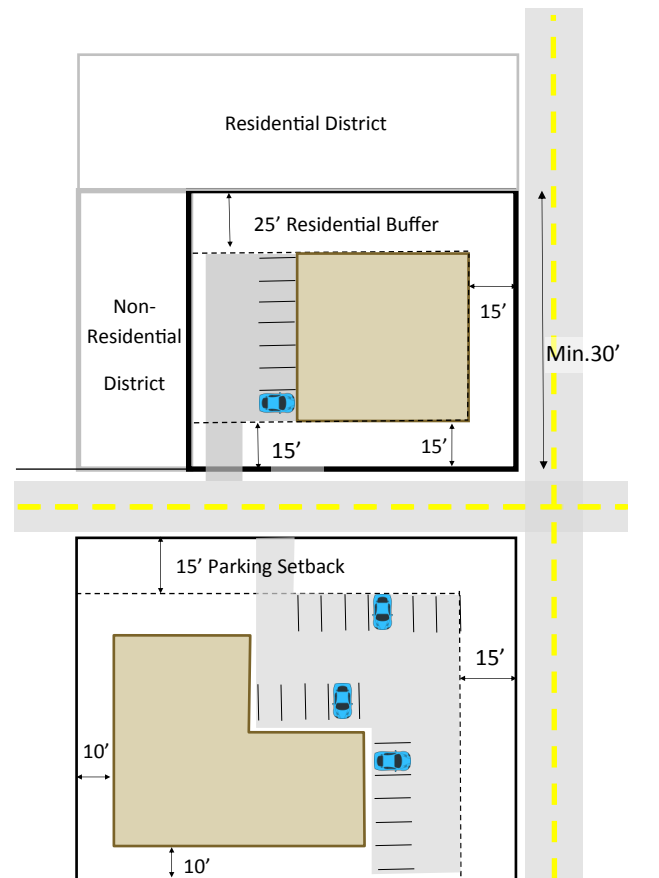 Residential District
25’ Residential Buffer
Non-
Residential
District
15’
Min.30’
15’
15’
15’ Parking Setback
15’
10’
10’